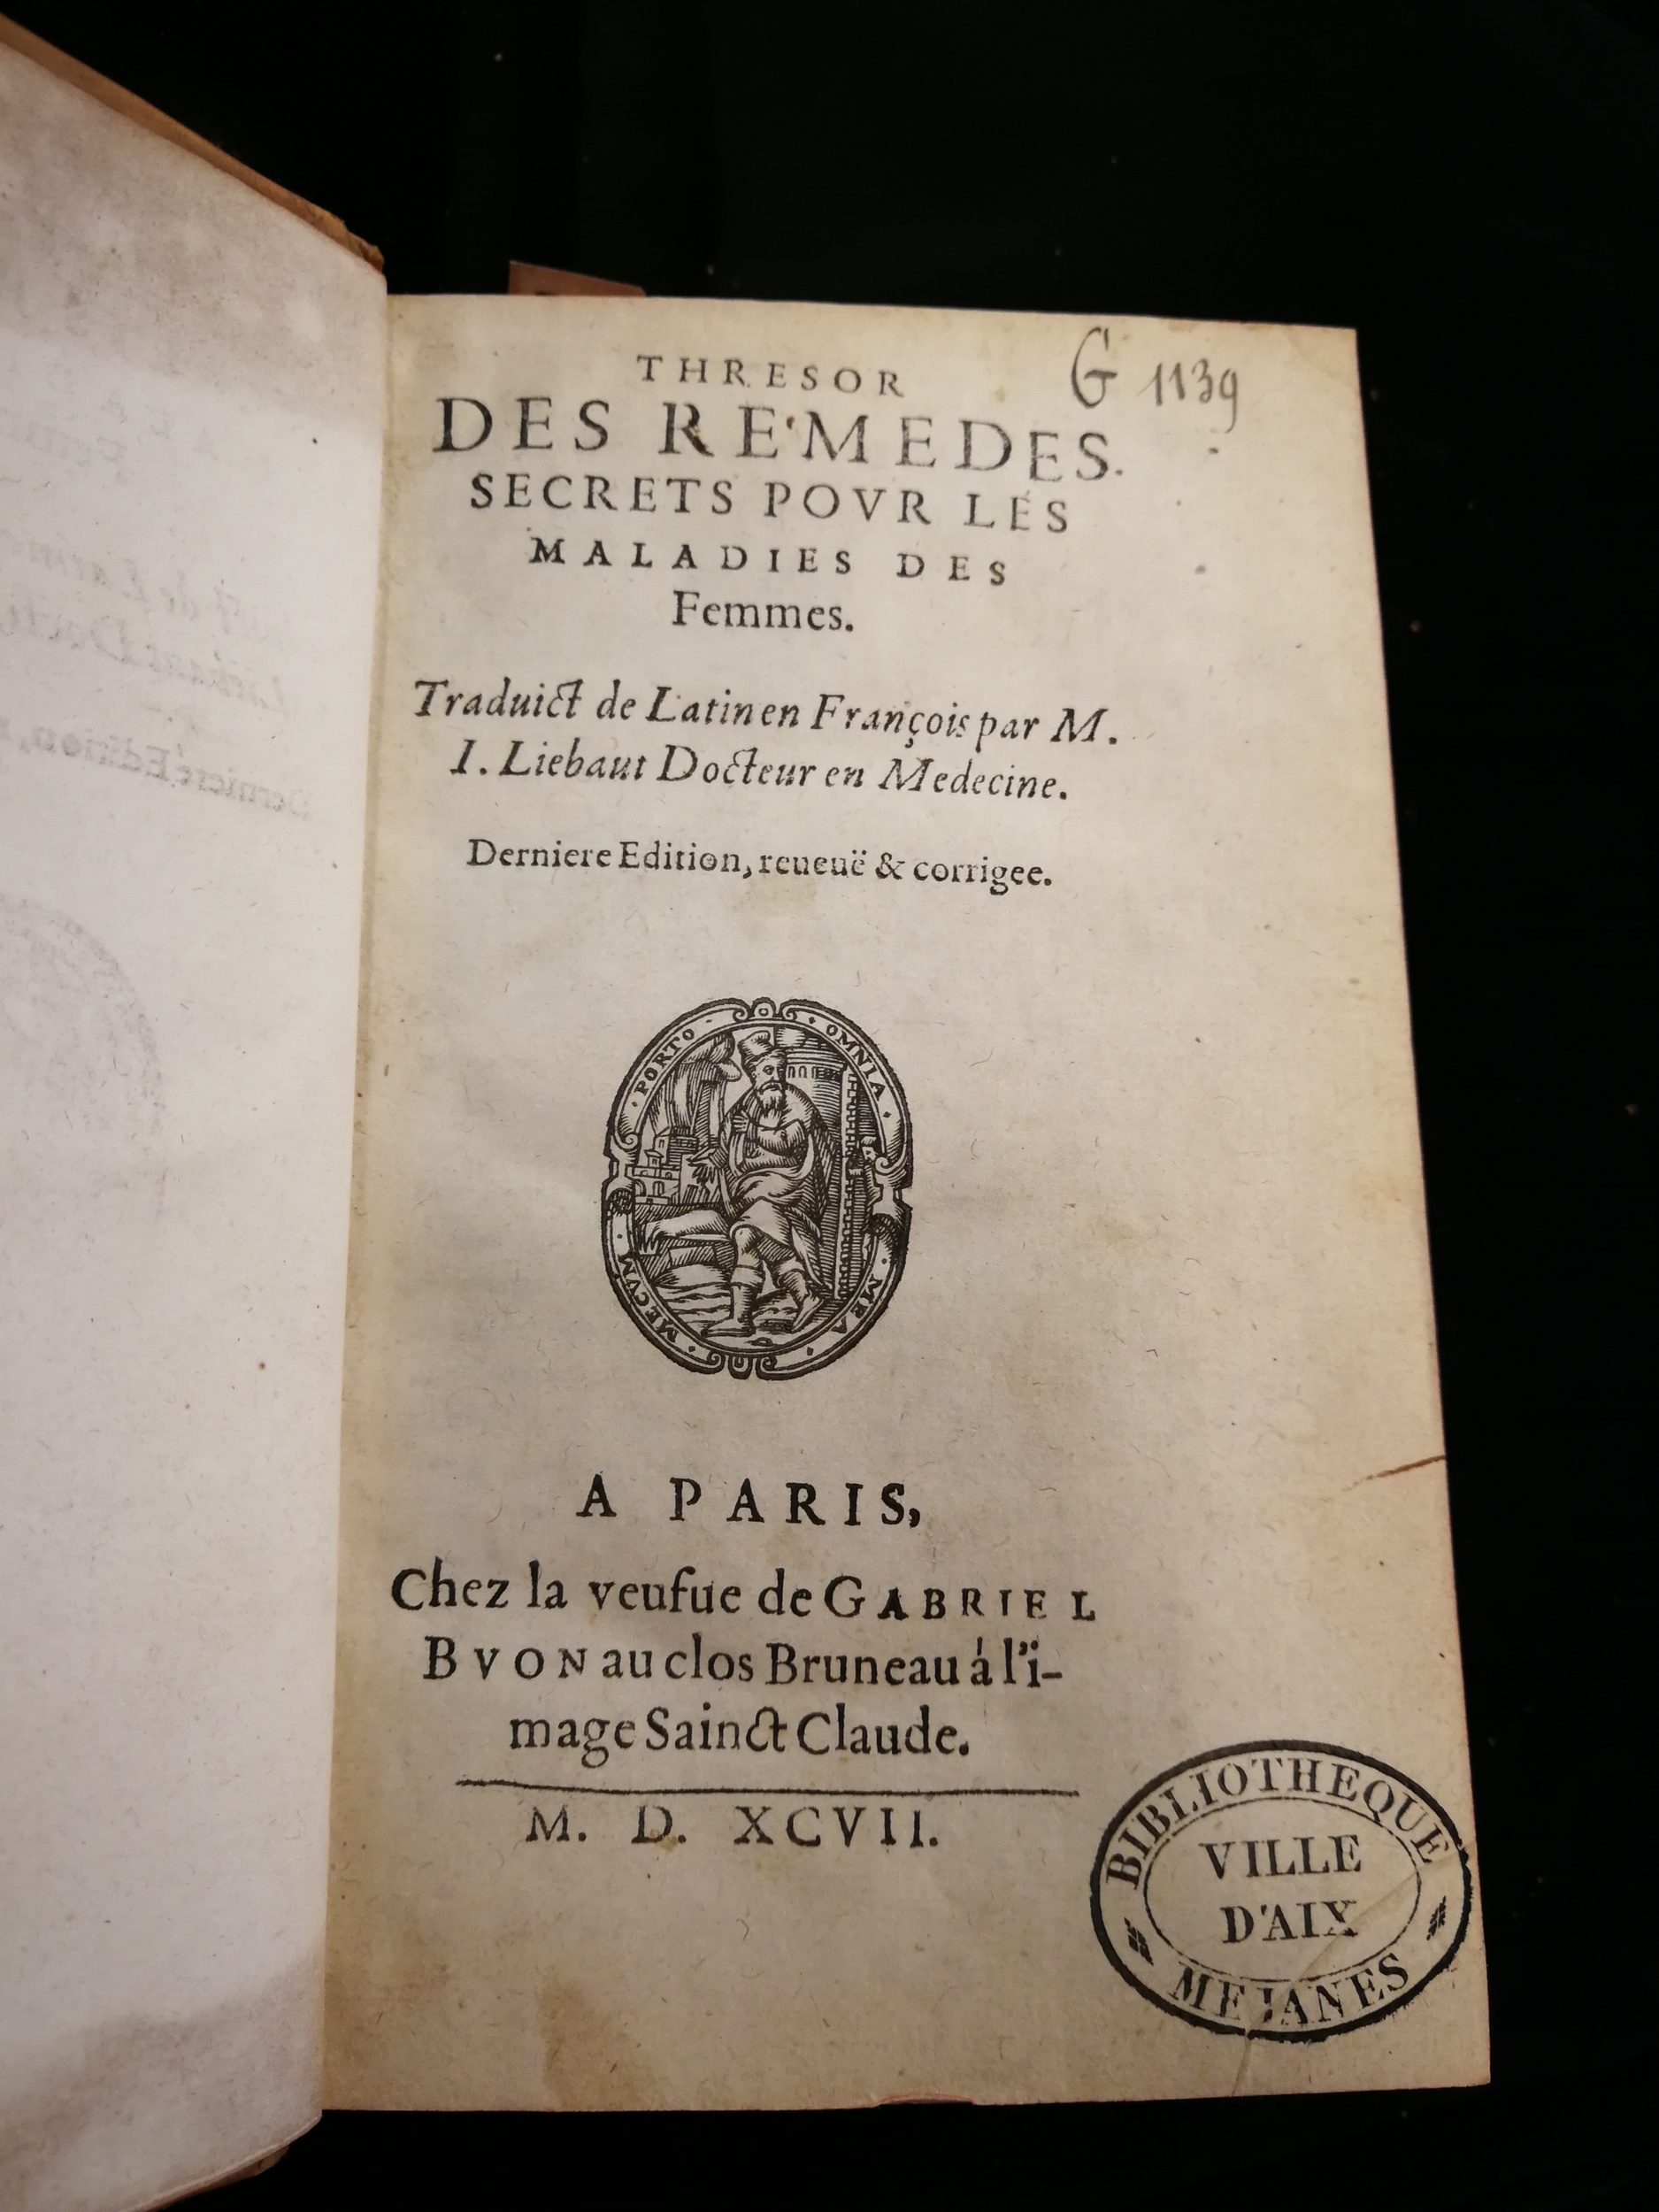 THRESOR
G 1139
DES REMEDES.
SECRETS POVR LES
MALADIES DES
Femmes.
Traduict de Latin en François par M.
I. Liebaut Docteur en Medecine.
Derniere Edition, reueuë & corrigee.
· PORTO · OMNIA ·
MECVM · MEA
A PARIS,
Chez la veufue de GABRIEL
BVON au clos Bruneau á l'i-
mage Sainct Claude.
M. D. XCVII.
BIBLIOTHEQUE
VILLE
D'AIX
MEJANES